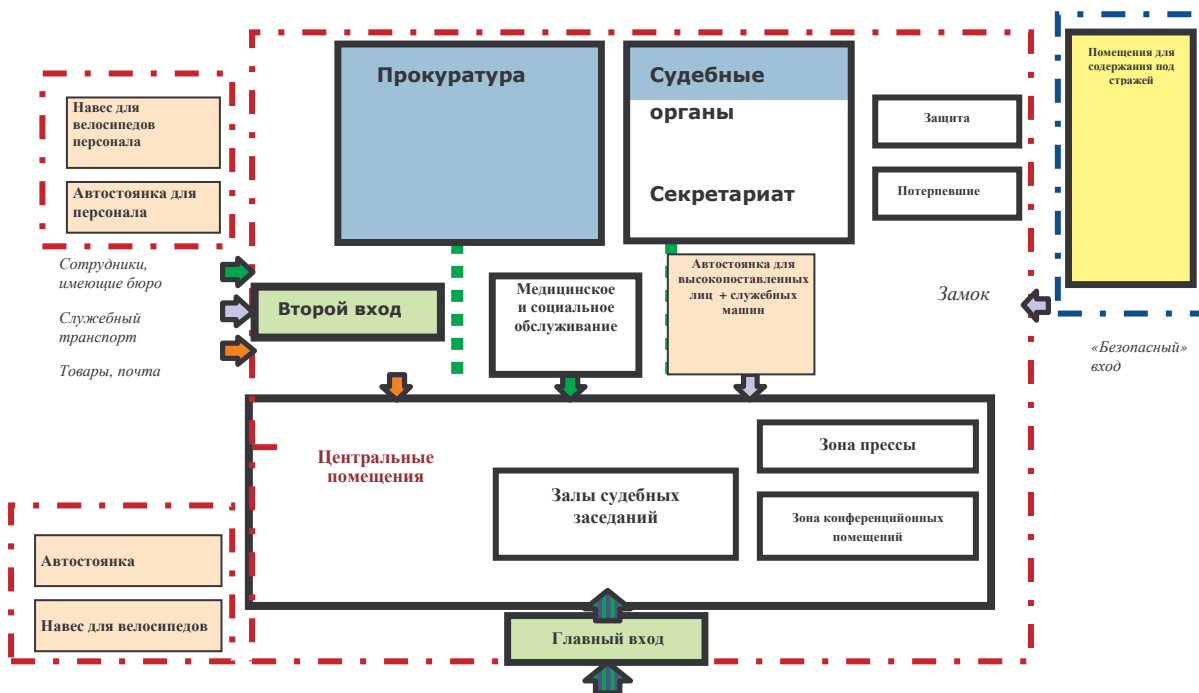 Прокуратура
Судебные
органы
Секретариат
Помещения для
содержания под
стражей
Навес для
велосипедов
персонала
Автостоянка для
персонала
Защита
Потерпевшие
Сотрудники,
имеющие бюро
Служебный
транспорт
Товары, почта
Второй вход
Медицинское
и социальное
обслуживание
Автостоянка для
высокопоставленных
лиц + служебных
машин
Замок
«Безопасный»
вход
Центральные
помещения
Залы судебных
заседаний
Зона прессы
Зона конференцийонных
помещений
Автостоянка
Навес для велосипедов
Главный вход